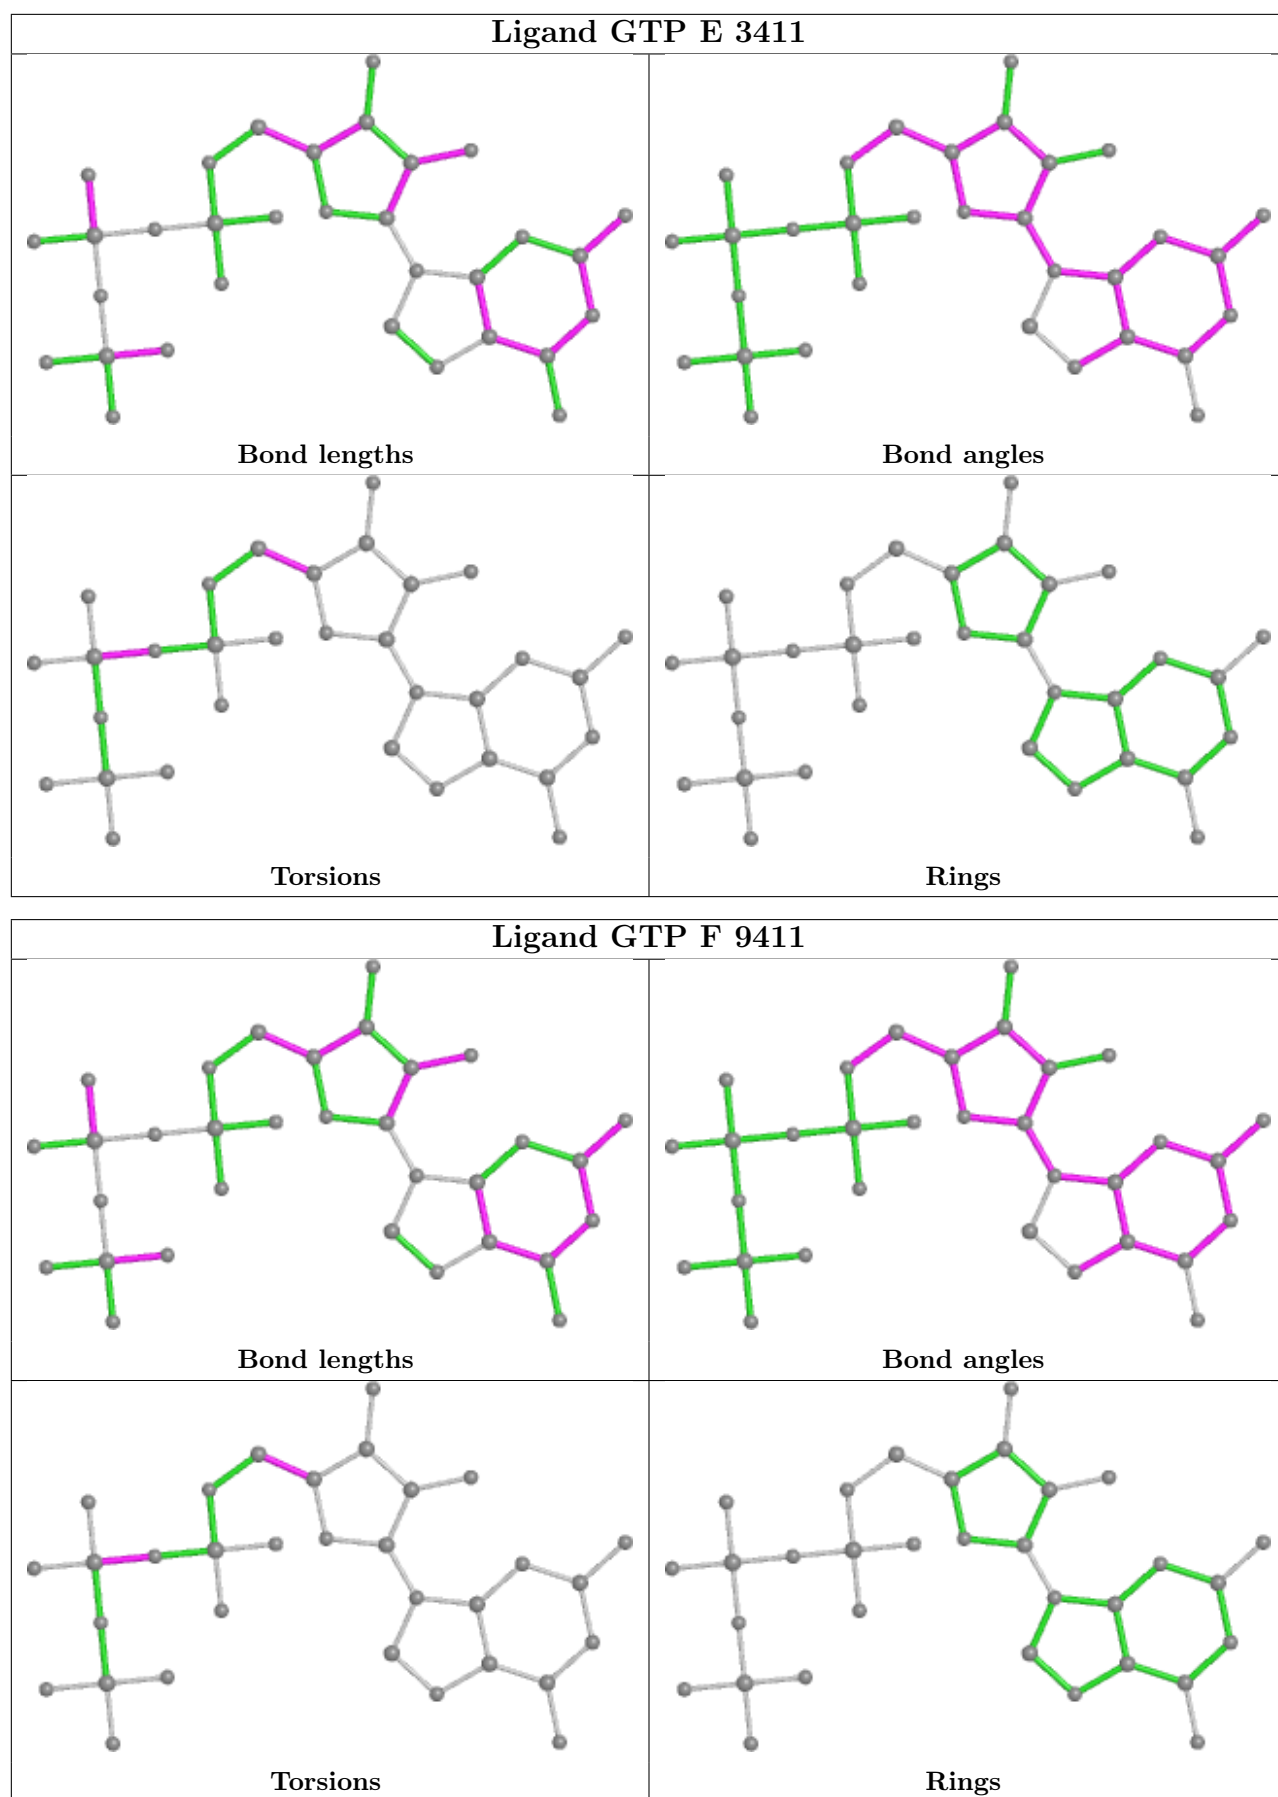 Ligand GTP E 3411
Bond lengths
Bond angles
Torsions
Rings
Ligand GTP F 9411
Bond lengths
Bond angles
Torsions
Rings